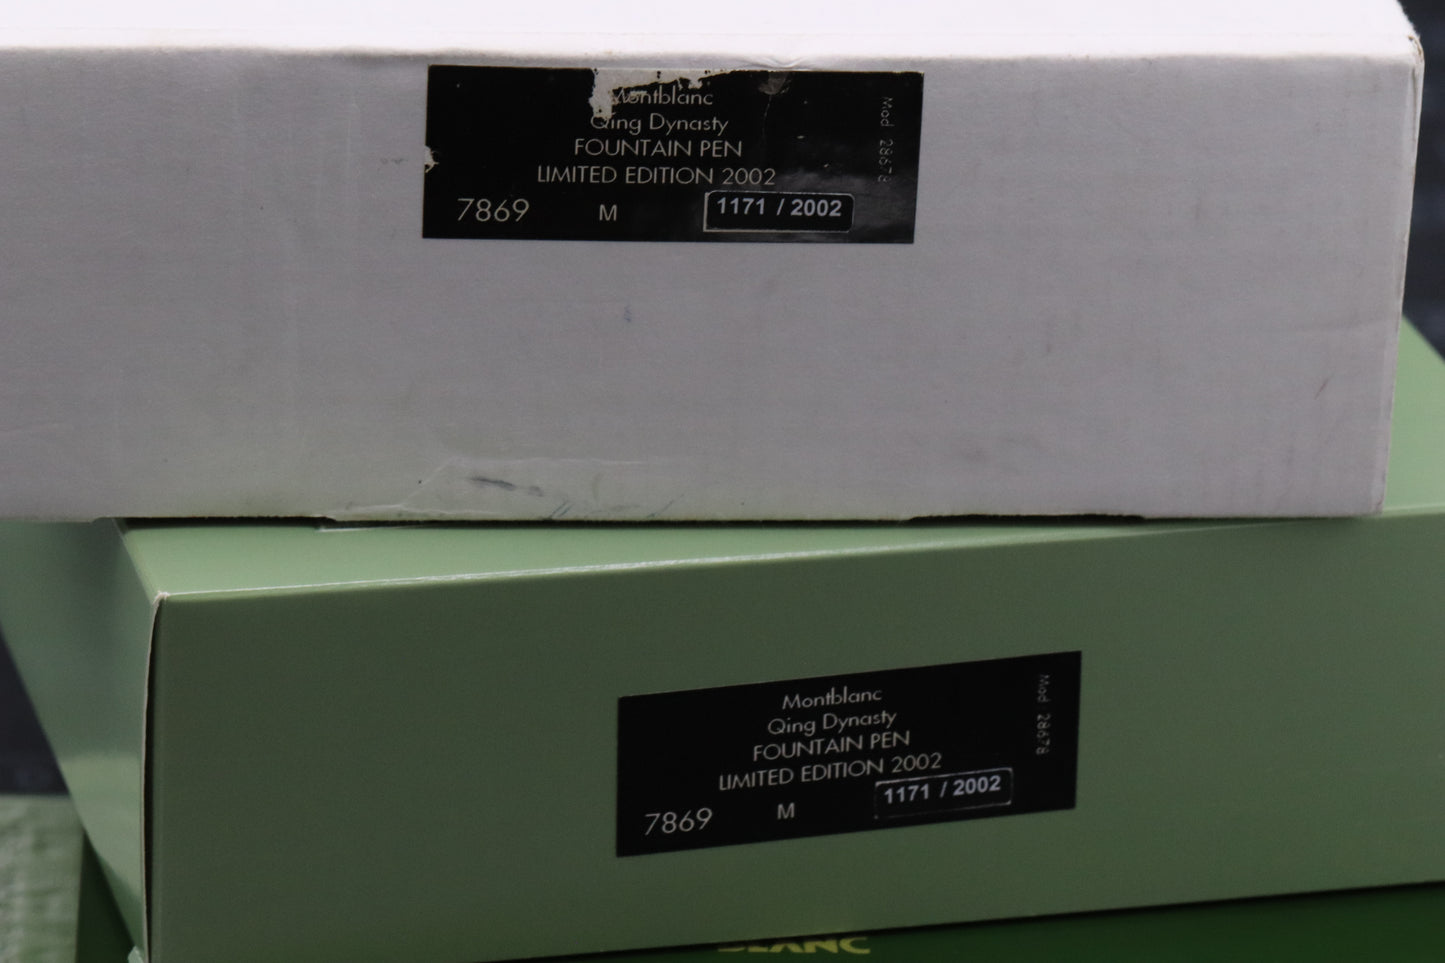 Montblanc
Qing Dynasty
FOUNTAIN PEN
LIMITED EDITION 2002
7869 M 1171 / 2002
Mod 28678
Montblanc
Qing Dynasty
FOUNTAIN PEN
LIMITED EDITION 2002
7869 M 1171 / 2002
Mod 28678
BLANC